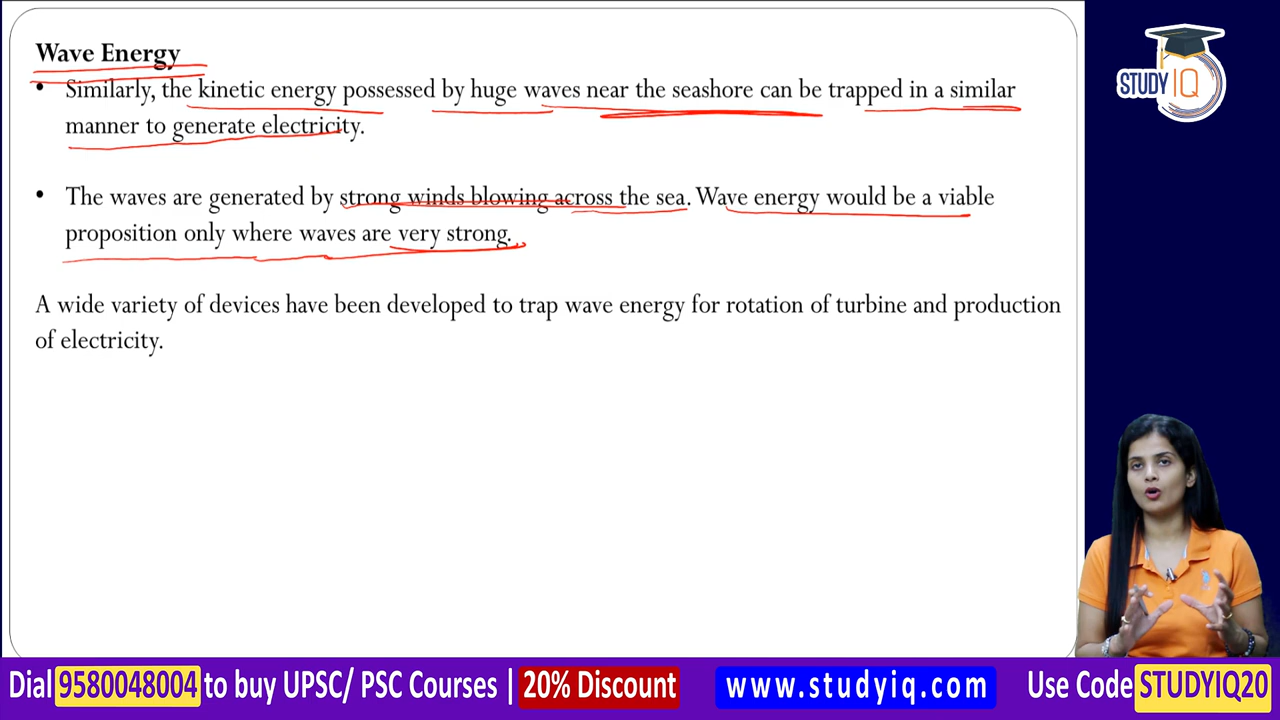 Wave Energy
• Similarly, the kinetic energy possessed by huge waves near the seashore can be trapped in a similar
manner to generate electricity.
• The waves are generated by strong winds blowing across the sea. Wave energy would be a viable
proposition only where waves are very strong.
A wide variety of devices have been developed to trap wave energy for rotation of turbine and production
of electricity.
STUDY IQ
Dial 9580048004 to buy UPSC/ PSC Courses | 20% Discount www.studyiq.com Use Code STUDYIQ20